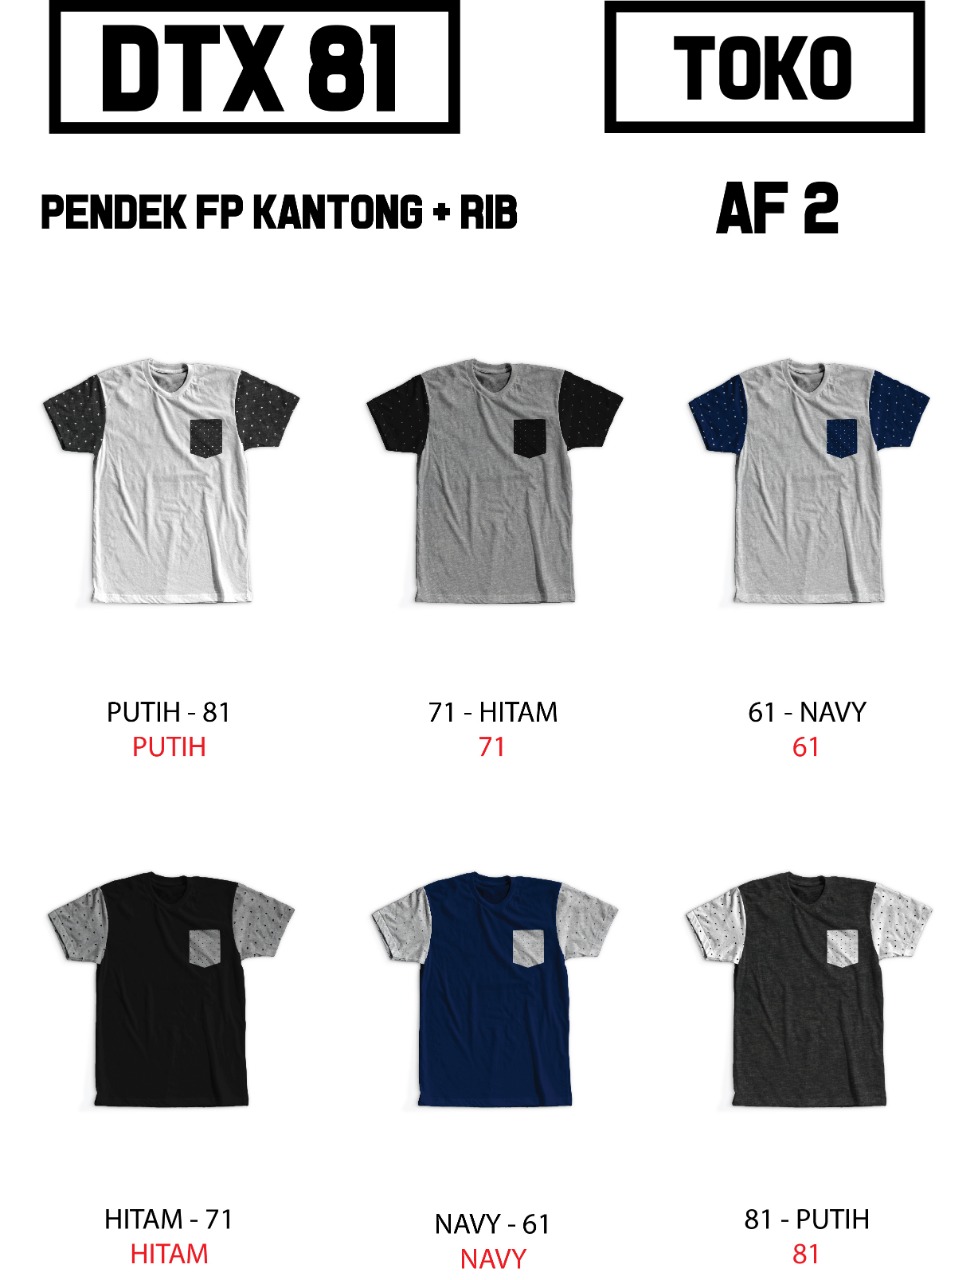 DTX 81
TOKO
PENDEK FP KANTONG + RIB
AF 2
PUTIH - 81
PUTIH
71 - HITAM
71
61 - NAVY
61
HITAM - 71
HITAM
NAVY - 61
NAVY
81 - PUTIH
81